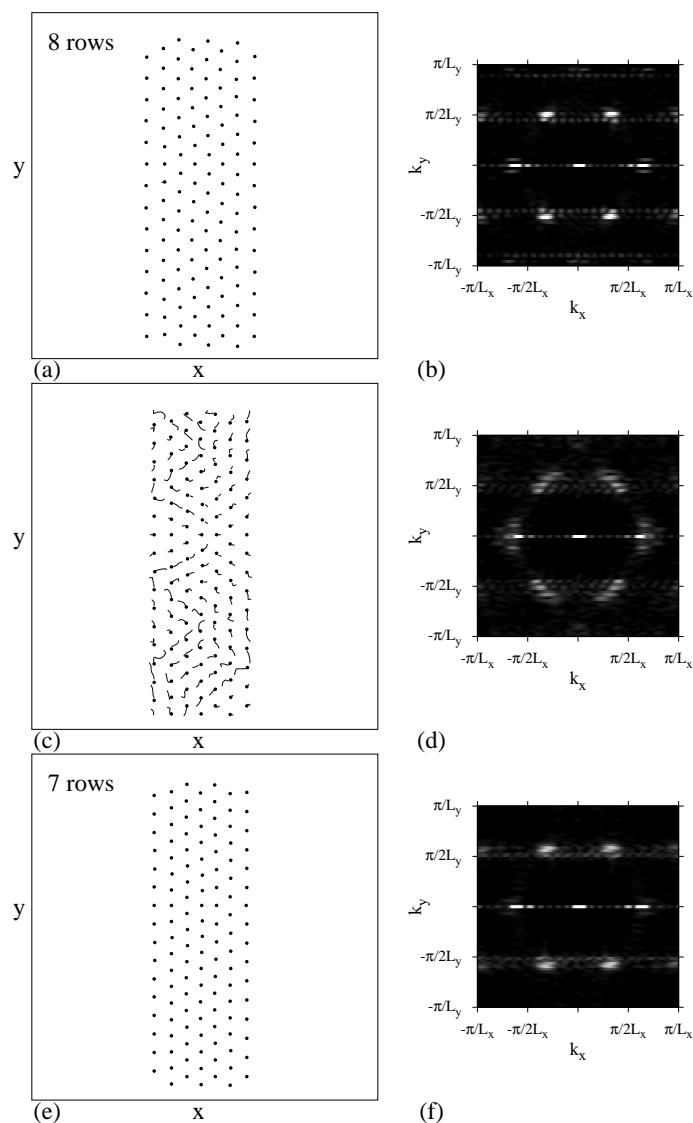 8 rows
y
x
(a)
π/L_y
π/2L_y
k_y
-π/2L_y
-π/L_y
-π/L_x -π/2L_x π/2L_x π/L_x
k_x
(b)
y
x
(c)
π/L_y
π/2L_y
k_y
-π/2L_y
-π/L_y
-π/L_x -π/2L_x π/2L_x π/L_x
k_x
(d)
7 rows
y
x
(e)
π/L_y
π/2L_y
k_y
-π/2L_y
-π/L_y
-π/L_x -π/2L_x π/2L_x π/L_x
k_x
(f)